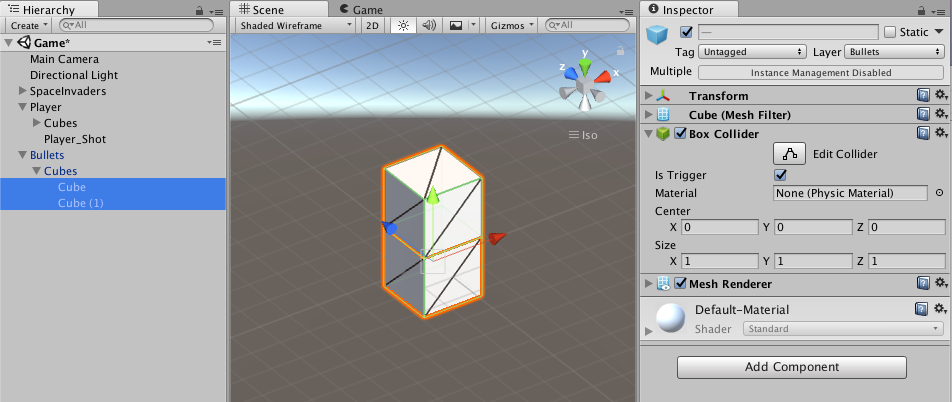 Hierarchy
Create All
Game*
Main Camera
Directional Light
SpaceInvaders
Player
Cubes
Player_Shot
Bullets
Cubes
Cube
Cube (1)
Scene Game
Shaded Wireframe 2D Gizmos All
y
z x
Iso
Inspector
— Static
Tag Untagged Layer Bullets
Multiple Instance Management Disabled
Transform
Cube (Mesh Filter)
Box Collider
Edit Collider
Is Trigger
Material None (Physic Material)
Center
X 0 Y 0 Z 0
Size
X 1 Y 1 Z 1
Mesh Renderer
Default-Material
Shader Standard
Add Component